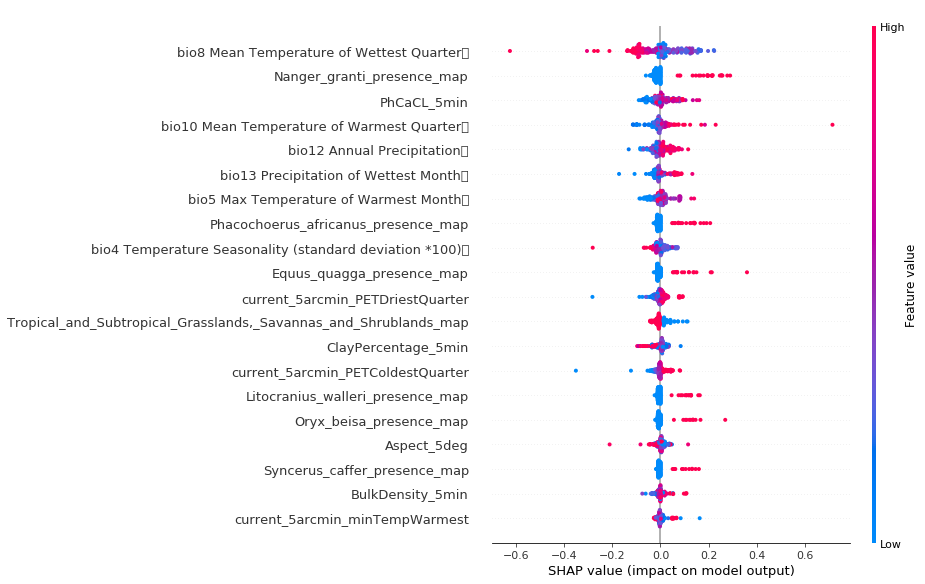 High
bio8 Mean Temperature of Wettest Quarter
Nanger_granti_presence_map
PhCaCL_5min
bio10 Mean Temperature of Warmest Quarter
bio12 Annual Precipitation
bio13 Precipitation of Wettest Month
bio5 Max Temperature of Warmest Month
Phacochoerus_africanus_presence_map
bio4 Temperature Seasonality (standard deviation *100)
Equus_quagga_presence_map
current_5arcmin_PETDriestQuarter
Tropical_and_Subtropical_Grasslands,_Savannas_and_Shrublands_map
ClayPercentage_5min
current_5arcmin_PETColdestQuarter
Litocranius_walleri_presence_map
Oryx_beisa_presence_map
Aspect_5deg
Syncerus_caffer_presence_map
BulkDensity_5min
current_5arcmin_minTempWarmest
Feature value
Low
−0.6 −0.4 −0.2 0.0 0.2 0.4 0.6
SHAP value (impact on model output)